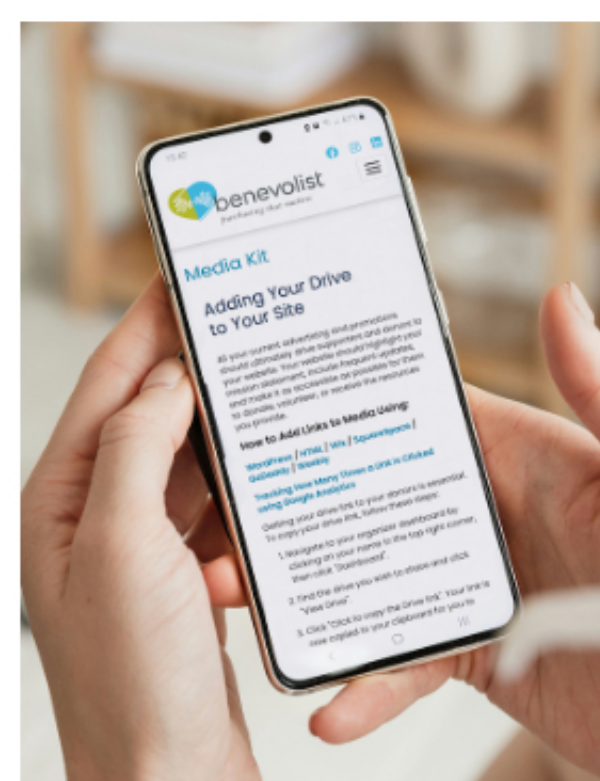 15:40
benevolist
Media Kit
Adding Your Drive
to Your Site
All your current advertising and promotions
should ultimately drive supporters and donors to
your website. Your website should highlight your
mission statement, include frequent updates,
and make it as accessible as possible for them
to donate, volunteer, or receive the resources
you provide.
How to Add Links to Media Using:
WordPress / HTML / Wix / Squarespace /
GoDaddy / Weebly
Tracking How Many Times a Link is Clicked
using Google Analytics
Getting your drive link to your donors is essential.
To copy your drive link, follow these steps:
1. Navigate to your organizer dashboard by
clicking on your name in the top right corner,
then click "Dashboard".
2. Find the drive you wish to share and click
"View Drive".
3. Click "Click to copy the Drive link". Your link is
now copied to your clipboard for you to